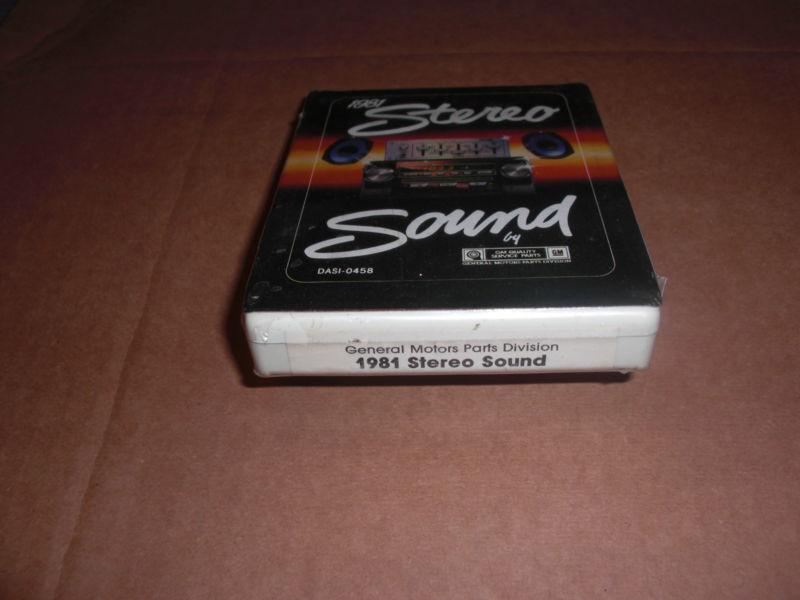 1981 Stereo
Sound
by
GM QUALITY
SERVICE PARTS
GM
GENERAL MOTORS PARTS DIVISION
DASI-0458
General Motors Parts Division
1981 Stereo Sound